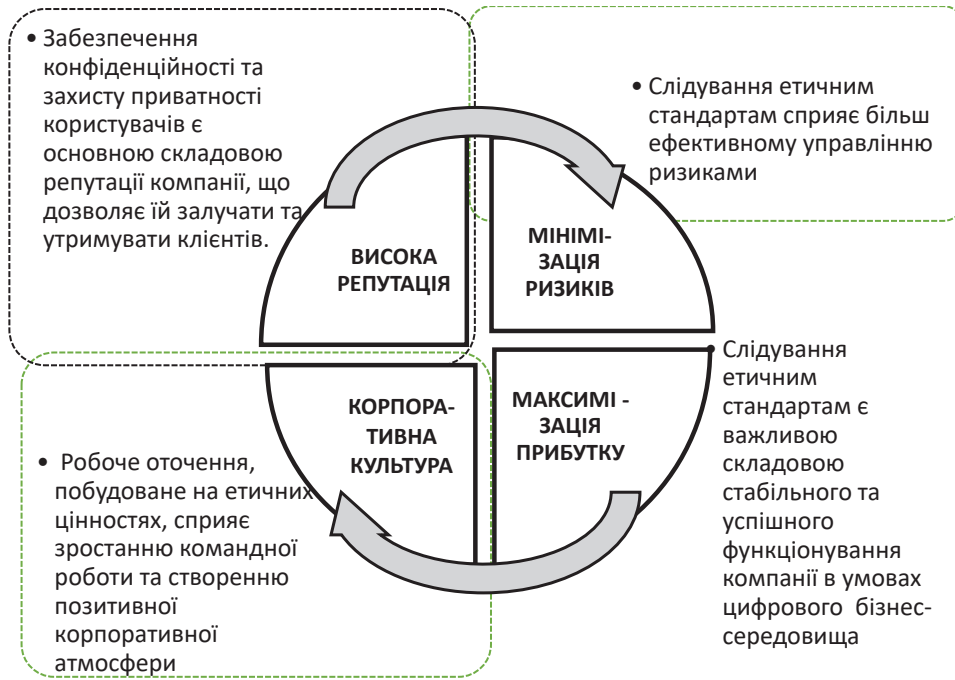 • Забезпечення
конфіденційності та
захисту приватності
користувачів є
основною складовою
репутації компанії, що
дозволяє їй залучати та
утримувати клієнтів.
• Слідування етичним
стандартам сприяє більш
ефективному управлінню
ризиками
ВИСОКА
РЕПУТАЦІЯ
МІНІМІ-
ЗАЦІЯ
РИЗИКІВ
КОРПОРА-
ТИВНА
КУЛЬТУРА
МАКСИМІ -
ЗАЦІЯ
ПРИБУТКУ
• Робоче оточення,
побудоване на етичних
цінностях, сприяє
зростанню командної
роботи та створенню
позитивної
корпоративної
атмосфери
• Слідування
етичним
стандартам є
важливою
складовою
стабільного та
успішного
функціонування
компанії в умовах
цифрового бізнес-
середовища